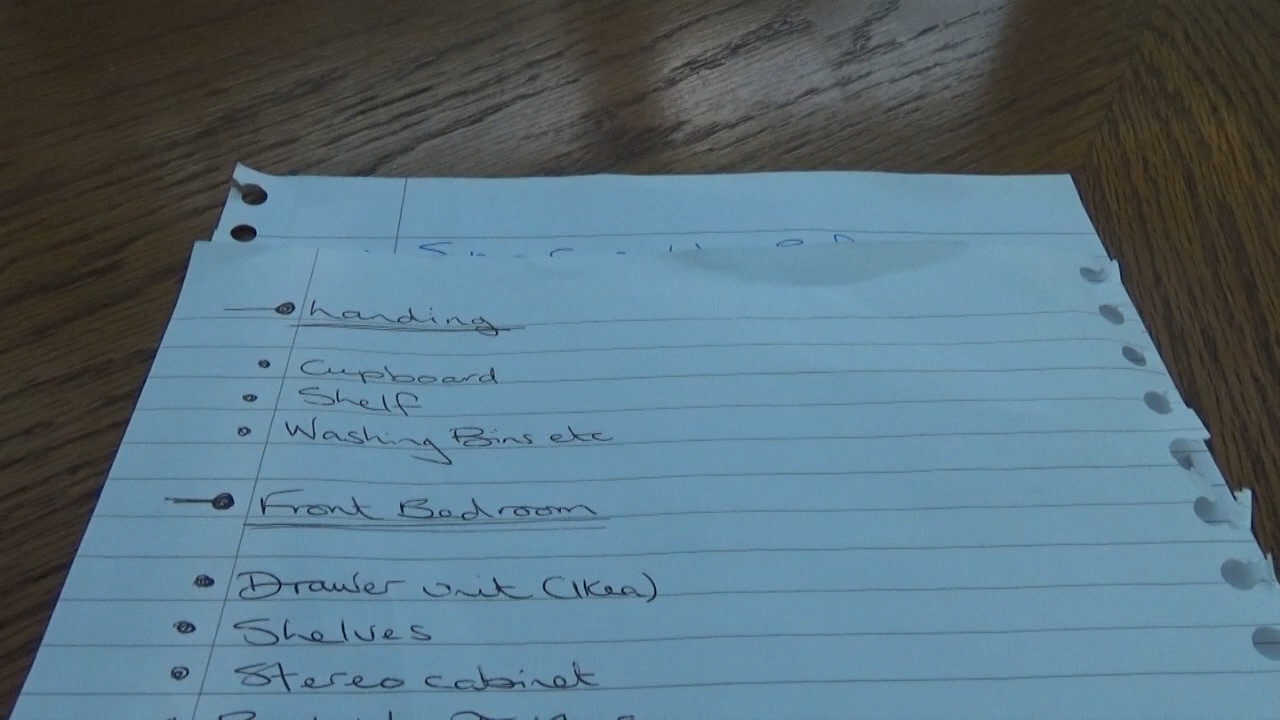 Landing
Cupboard
Shelf
Washing Bins etc
Front Bedroom
Drawer unit (Ikea)
Shelves
Stereo cabinet